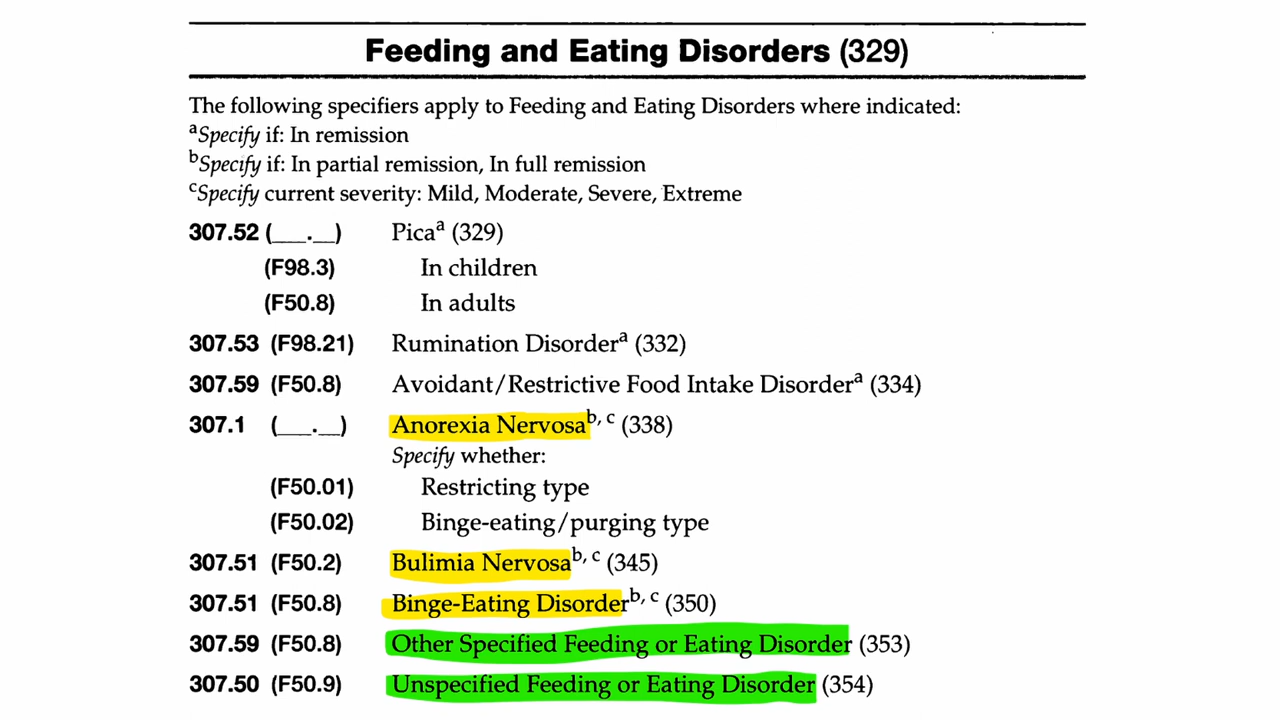 Feeding and Eating Disorders (329)
The following specifiers apply to Feeding and Eating Disorders where indicated:
ᵃSpecify if: In remission
ᵇSpecify if: In partial remission, In full remission
ᶜSpecify current severity: Mild, Moderate, Severe, Extreme
307.52 (___.__) Picaᵃ (329)
(F98.3) In children
(F50.8) In adults
307.53 (F98.21) Rumination Disorderᵃ (332)
307.59 (F50.8) Avoidant/Restrictive Food Intake Disorderᵃ (334)
307.1 (___.__) Anorexia Nervosaᵇ, ᶜ (338)
Specify whether:
(F50.01) Restricting type
(F50.02) Binge-eating/purging type
307.51 (F50.2) Bulimia Nervosaᵇ, ᶜ (345)
307.51 (F50.8) Binge-Eating Disorderᵇ, ᶜ (350)
307.59 (F50.8) Other Specified Feeding or Eating Disorder (353)
307.50 (F50.9) Unspecified Feeding or Eating Disorder (354)